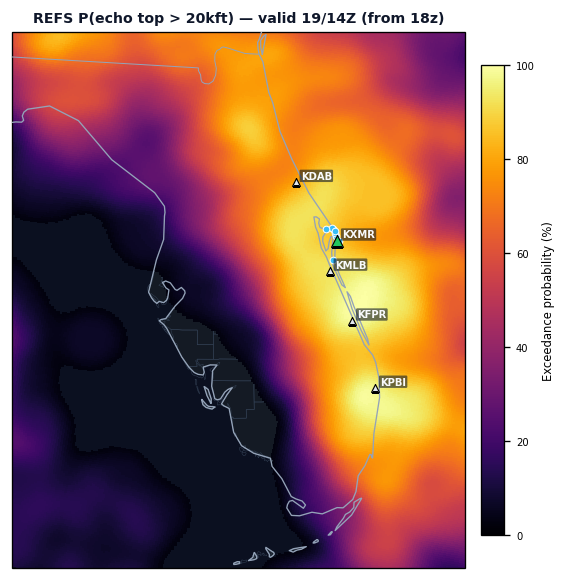 REFS P(echo top > 20kft) — valid 19/14Z (from 18z)
100
80
60
40
20
0
Exceedance probability (%)
KDAB
KXMR
KMLB
KFPR
KPBI